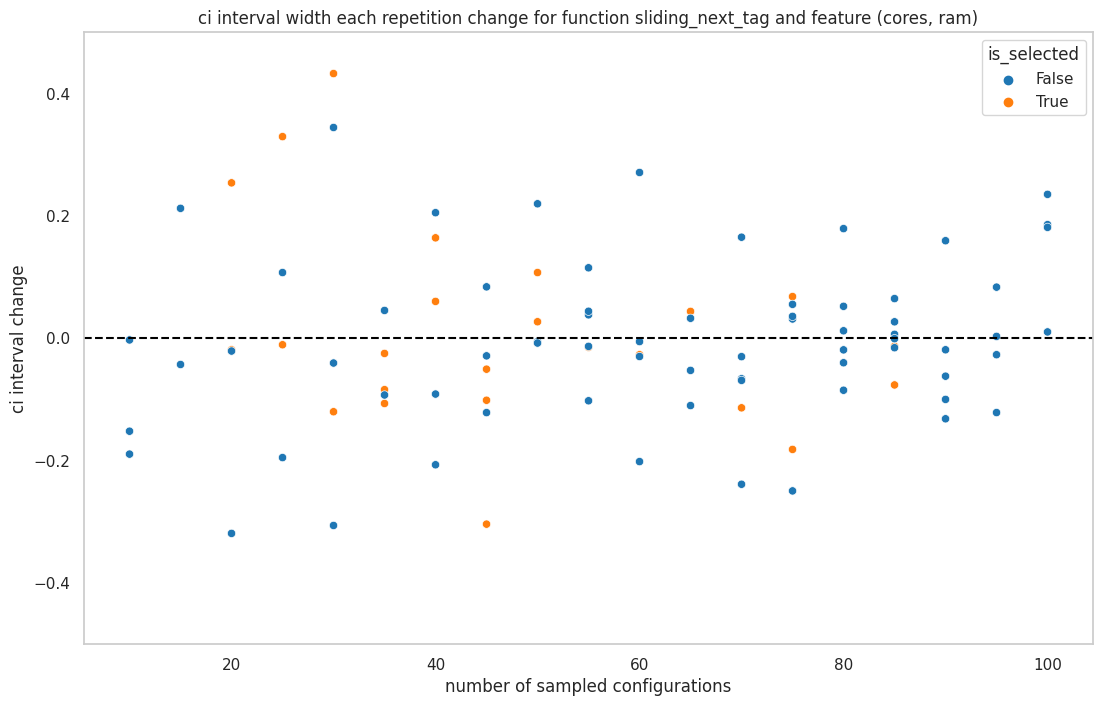 ci interval width each repetition change for function sliding_next_tag and feature (cores, ram)
is_selected
False
True
0.4
0.2
0.0
−0.2
−0.4
ci interval change
20 40 60 80 100
number of sampled configurations